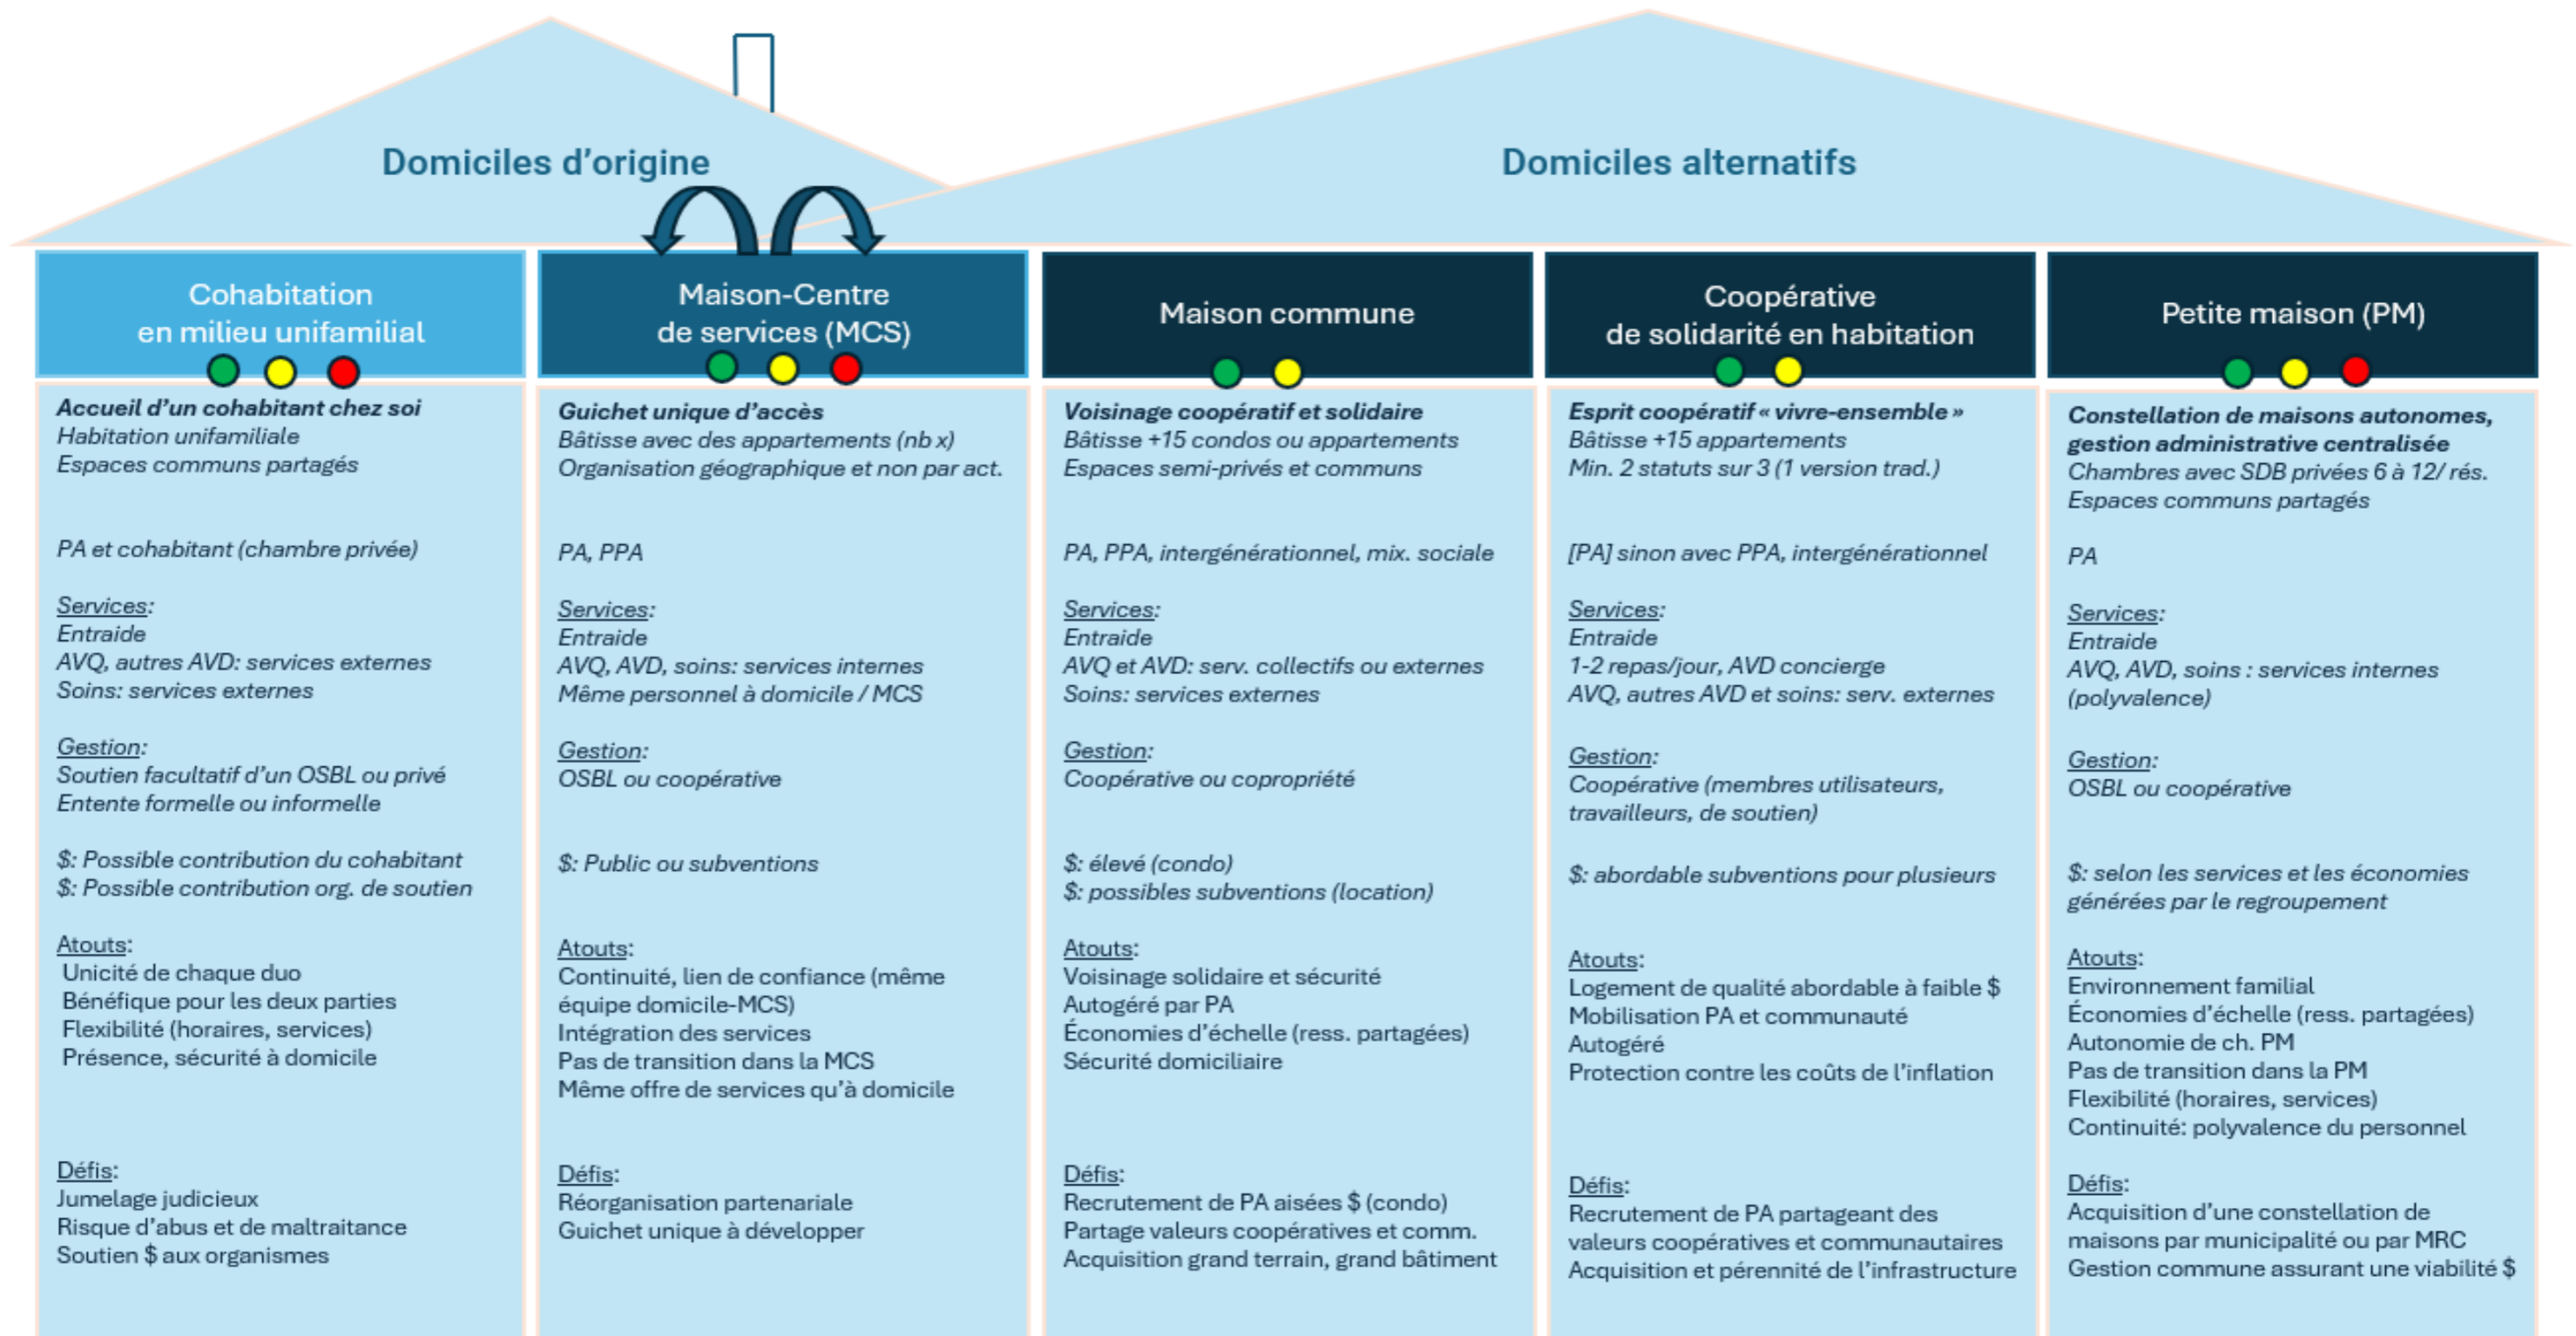 Domiciles d'origine
Domiciles alternatifs
Cohabitation
en milieu unifamilial
Accueil d'un cohabitant chez soi
Habitation unifamiliale
Espaces communs partagés
PA et cohabitant (chambre privée)
Services:
Entraide
AVQ, autres AVD: services externes
Soins: services externes
Gestion:
Soutien facultatif d'un OSBL ou privé
Entente formelle ou informelle
$: Possible contribution du cohabitant
$: Possible contribution org. de soutien
Atouts:
Unicité de chaque duo
Bénéfique pour les deux parties
Flexibilité (horaires, services)
Présence, sécurité à domicile
Défis:
Jumelage judicieux
Risque d'abus et de maltraitance
Soutien $ aux organismes
Maison-Centre
de services (MCS)
Guichet unique d'accès
Bâtisse avec des appartements (nb x)
Organisation géographique et non par act.
PA, PPA
Services:
Entraide
AVQ, AVD, soins: services internes
Même personnel à domicile / MCS
Gestion:
OSBL ou coopérative
$: Public ou subventions
Atouts:
Continuité, lien de confiance (même
équipe domicile-MCS)
Intégration des services
Pas de transition dans la MCS
Même offre de services qu'à domicile
Défis:
Réorganisation partenariale
Guichet unique à développer
Maison commune
Voisinage coopératif et solidaire
Bâtisse +15 condos ou appartements
Espaces semi-privés et communs
PA, PPA, intergénérationnel, mix. sociale
Services:
Entraide
AVQ et AVD: serv. collectifs ou externes
Soins: services externes
Gestion:
Coopérative ou copropriété
$: élevé (condo)
$: possibles subventions (location)
Atouts:
Voisinage solidaire et sécurité
Autogéré par PA
Économies d'échelle (ress. partagées)
Sécurité domiciliaire
Défis:
Recrutement de PA aisées $ (condo)
Partage valeurs coopératives et comm.
Acquisition grand terrain, grand bâtiment
Coopérative
de solidarité en habitation
Esprit coopératif « vivre-ensemble »
Bâtisse +15 appartements
Min. 2 statuts sur 3 (1 version trad.)
[PA] sinon avec PPA, intergénérationnel
Services:
Entraide
1-2 repas/jour, AVD concierge
AVQ, autres AVD et soins: serv. externes
Gestion:
Coopérative (membres utilisateurs,
travailleurs, de soutien)
$: abordable subventions pour plusieurs
Atouts:
Logement de qualité abordable à faible $
Mobilisation PA et communauté
Autogéré
Protection contre les coûts de l'inflation
Défis:
Recrutement de PA partageant des
valeurs coopératives et communautaires
Acquisition et pérennité de l'infrastructure
Petite maison (PM)
Constellation de maisons autonomes,
gestion administrative centralisée
Chambres avec SDB privées 6 à 12/ rés.
Espaces communs partagés
PA
Services:
Entraide
AVQ, AVD, soins : services internes
(polyvalence)
Gestion:
OSBL ou coopérative
$: selon les services et les économies
générées par le regroupement
Atouts:
Environnement familial
Économies d'échelle (ress. partagées)
Autonomie de ch. PM
Pas de transition dans la PM
Flexibilité (horaires, services)
Continuité: polyvalence du personnel
Défis:
Acquisition d'une constellation de
maisons par municipalité ou par MRC
Gestion commune assurant une viabilité $